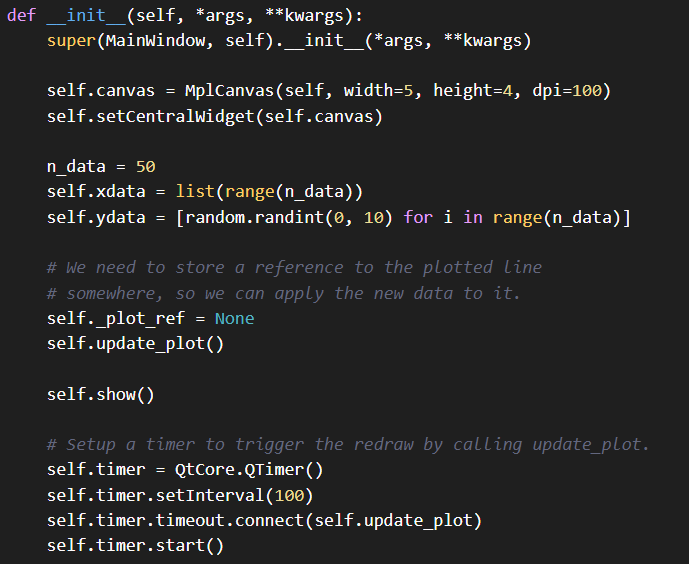 def __init__(self, *args, **kwargs):
    super(MainWindow, self).__init__(*args, **kwargs)

    self.canvas = MplCanvas(self, width=5, height=4, dpi=100)
    self.setCentralWidget(self.canvas)

    n_data = 50
    self.xdata = list(range(n_data))
    self.ydata = [random.randint(0, 10) for i in range(n_data)]

    # We need to store a reference to the plotted line
    # somewhere, so we can apply the new data to it.
    self._plot_ref = None
    self.update_plot()

    self.show()

    # Setup a timer to trigger the redraw by calling update_plot.
    self.timer = QtCore.QTimer()
    self.timer.setInterval(100)
    self.timer.timeout.connect(self.update_plot)
    self.timer.start()